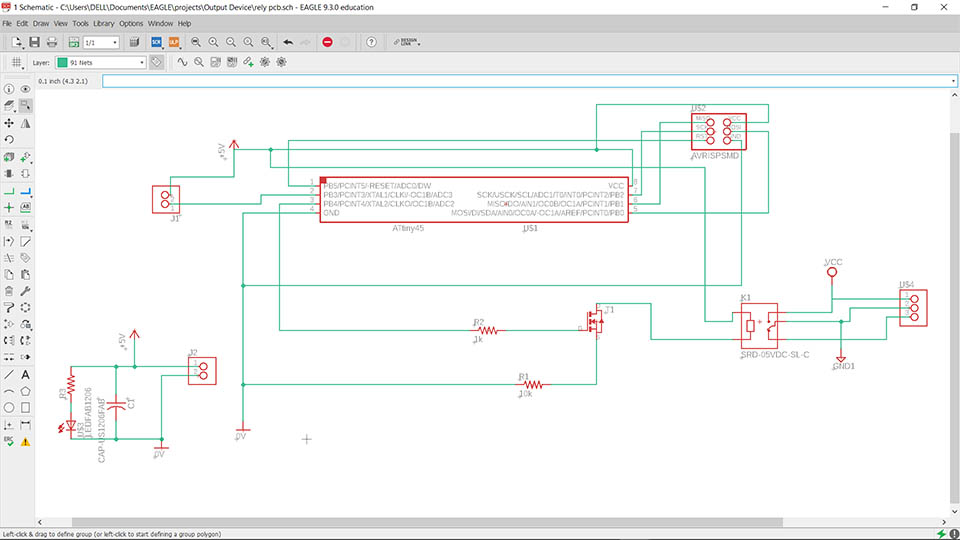 1 Schematic - C:\Users\DELL\Documents\EAGLE\projects\Output Device\rely pcb.sch - EAGLE 9.3.0 education
File Edit Draw View Tools Library Options Window Help
SCR ULP 1/1 DESIGN LINK
Layer: 91 Nets
0.1 inch (4.3 2.1)
US2
AVRISPSMD
+5V
1 PB5/PCINT5/-RESET/ADC0/DW VCC 8
2 PB3/PCINT3/XTAL1/CLKI/-OC1B/ADC3 SCK/USCK/SCL/ADC1/T0/INT0/PCINT2/PB2 7
3 PB4/PCINT4/XTAL2/CLKO/OC1B/ADC2 MISO/DO/AIN1/OC0B/OC1A/PCINT1/PB1 6
4 GND MOSI/DI/SDA/AIN0/OC0A/-OC1A/AREF/PCINT0/PB0 5
2
1
J1
ATtiny45 US1
VCC
US4
1
2
3
K1
T1
R2
1k
SRD-05VDC-SL-C
GND1
+5V
J2
1
2
R1
10k
R3
US3
LEDFAB1206
C1
CAP-US1206FAB
0V
0V
ERC
Left-click & drag to define group (or left-click to start defining a group polygon)